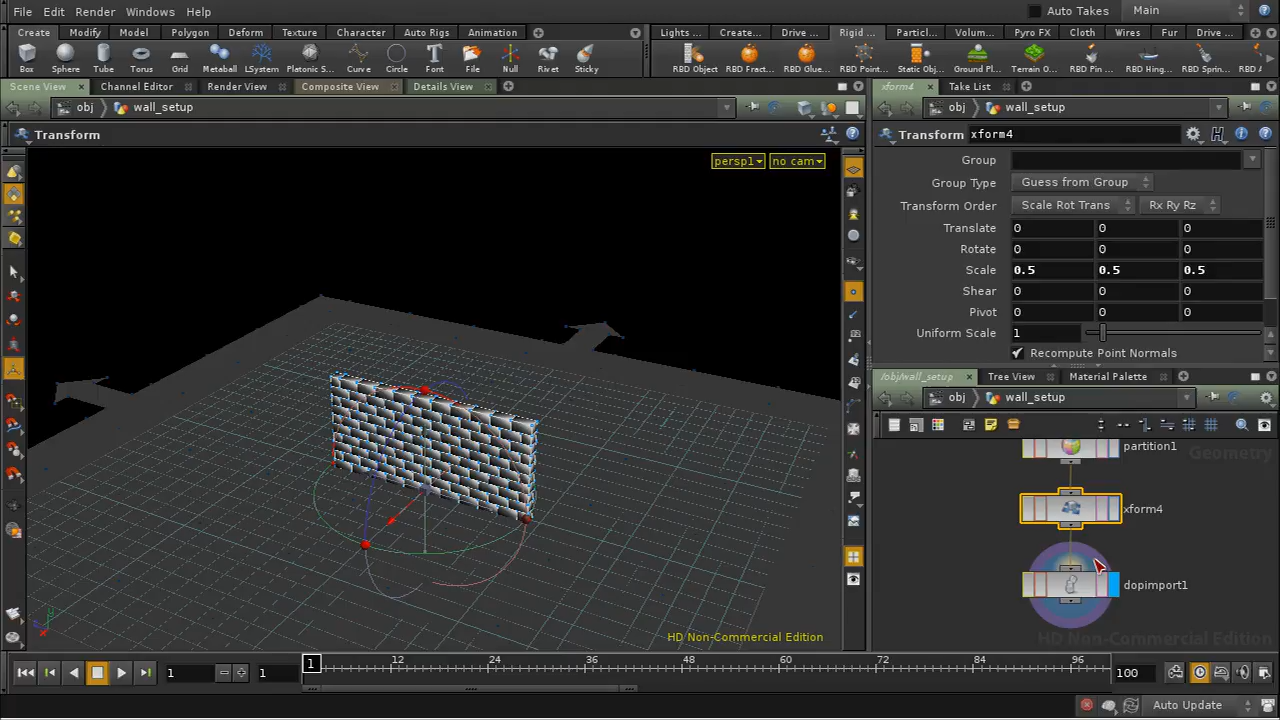 File Edit Render Windows Help Auto Takes Main
Create Modify Model Polygon Deform Texture Character Auto Rigs Animation Lights ... Create... Drive ... Rigid ... Particl... Volum... Pyro FX Cloth Wires Fur Drive ...
Box Sphere Tube Torus Grid Metaball LSystem Platonic S... Curve Circle Font File Null Rivet Sticky RBD Object RBD Fract... RBD Glue... RBD Point... Static Obj... Ground Pl... Terrain O... RBD Pin ... RBD Hing... RBD Sprin... RBD A
Scene View Channel Editor Render View Composite View Details View xform4 Take List
obj wall_setup obj wall_setup
Transform Transform xform4
persp1 no cam
Group
Group Type Guess from Group
Transform Order Scale Rot Trans Rx Ry Rz
Translate 0 0 0
Rotate 0 0 0
Scale 0.5 0.5 0.5
Shear 0 0 0
Pivot 0 0 0
Uniform Scale 1
Recompute Point Normals
/obj/wall_setup Tree View Material Palette
obj wall_setup
partition1 Geometry
xform4
dopimport1
HD Non-Commercial Edition HD Non-Commercial Edition
1 1 1 12 24 36 48 60 72 84 96 100
Auto Update